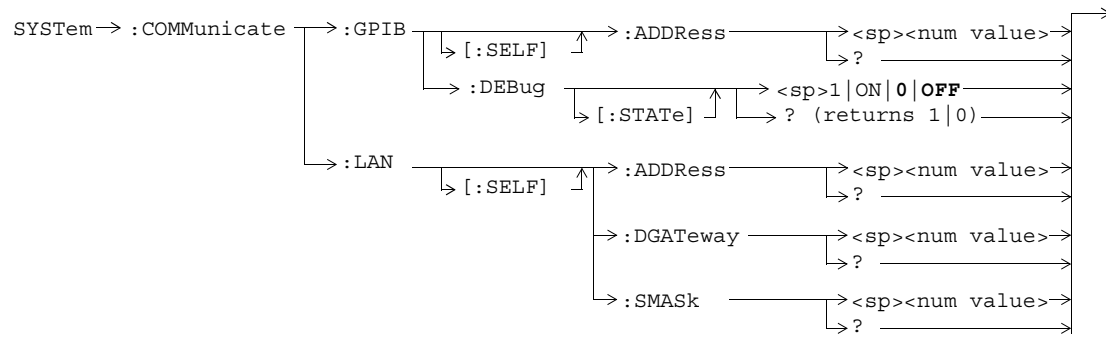 SYSTem :COMMunicate :GPIB :ADDRess <sp><num value>
[:SELF] ?
:DEBug <sp>1|ON|0|OFF
[:STATe] ? (returns 1|0)
:LAN :ADDRess <sp><num value>
[:SELF] ?
:DGATeway <sp><num value>
?
:SMASk <sp><num value>
?